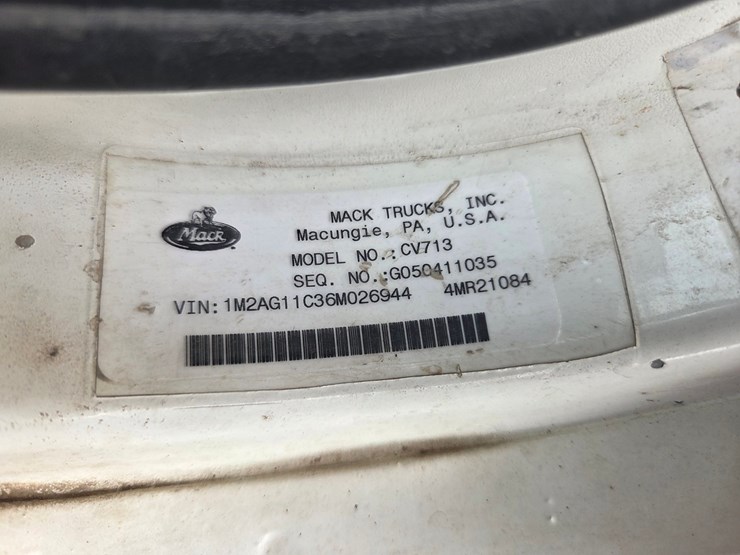 Mack
MACK TRUCKS, INC.
Macungie, PA, U.S.A.
MODEL NO.:CV713
SEQ. NO.:G050411035
VIN:1M2AG11C36M026944 4MR21084